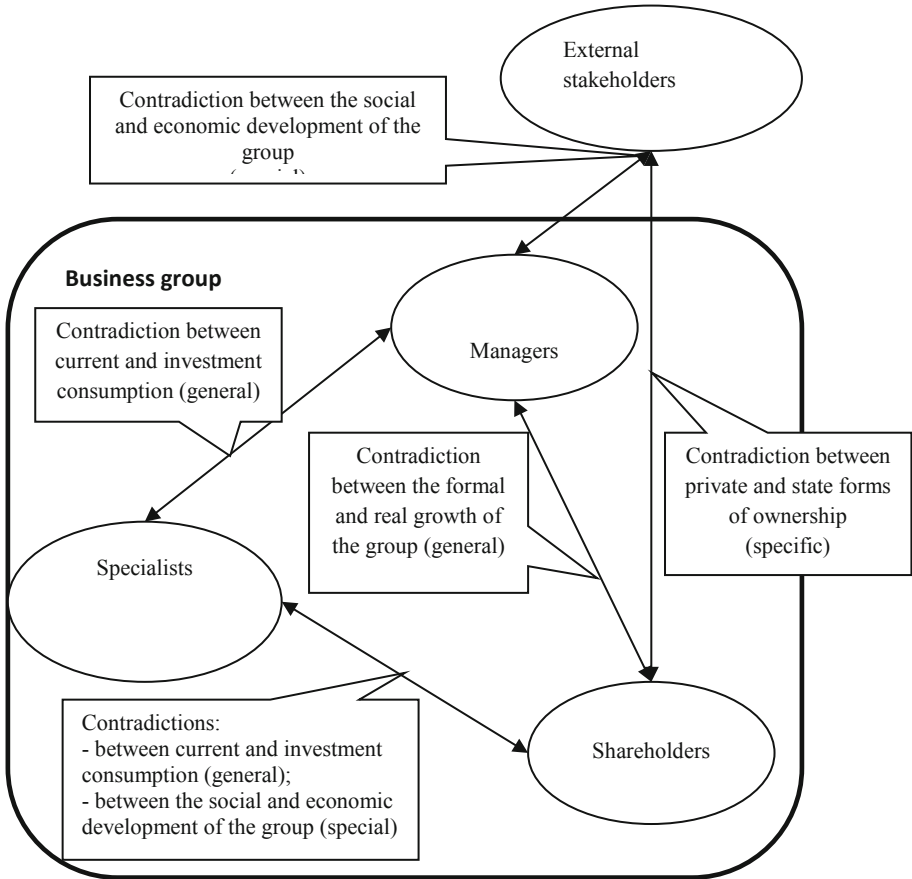 External
stakeholders
Contradiction between the social
and economic development of the
group
Business group
Contradiction between
current and investment
consumption (general)
Managers
Contradiction
between the formal
and real growth of
the group (general)
Contradiction between
private and state forms
of ownership
(specific)
Specialists
Contradictions:
- between current and investment
consumption (general);
- between the social and economic
development of the group (special)
Shareholders